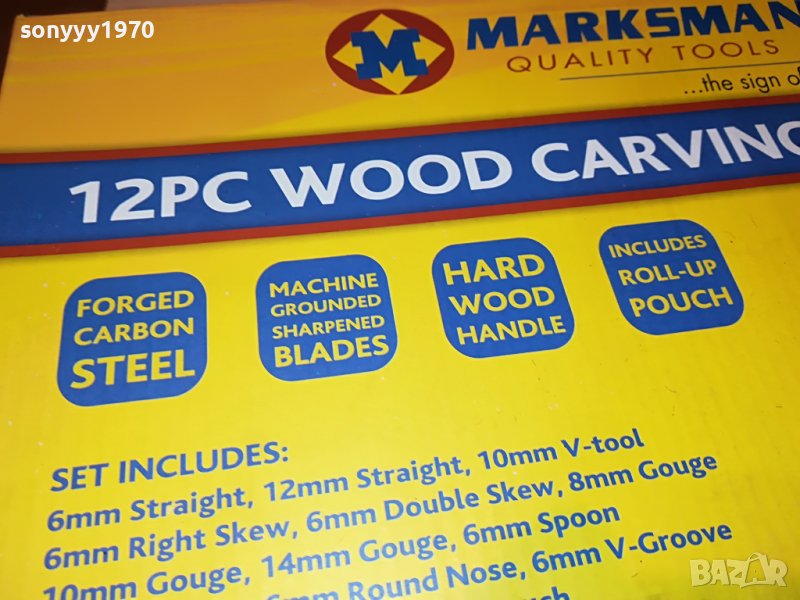 sonyyy1970
M
MARKSMAN
QUALITY TOOLS
...the sign of
12PC WOOD CARVING
FORGED
CARBON
STEEL
MACHINE
GROUNDED
SHARPENED
BLADES
HARD
WOOD
HANDLE
INCLUDES
ROLL-UP
POUCH
SET INCLUDES:
6mm Straight, 12mm Straight, 10mm V-tool
6mm Right Skew, 6mm Double Skew, 8mm Gouge
10mm Gouge, 14mm Gouge, 6mm Spoon
Round Nose, 6mm V-Groove
BAZAR